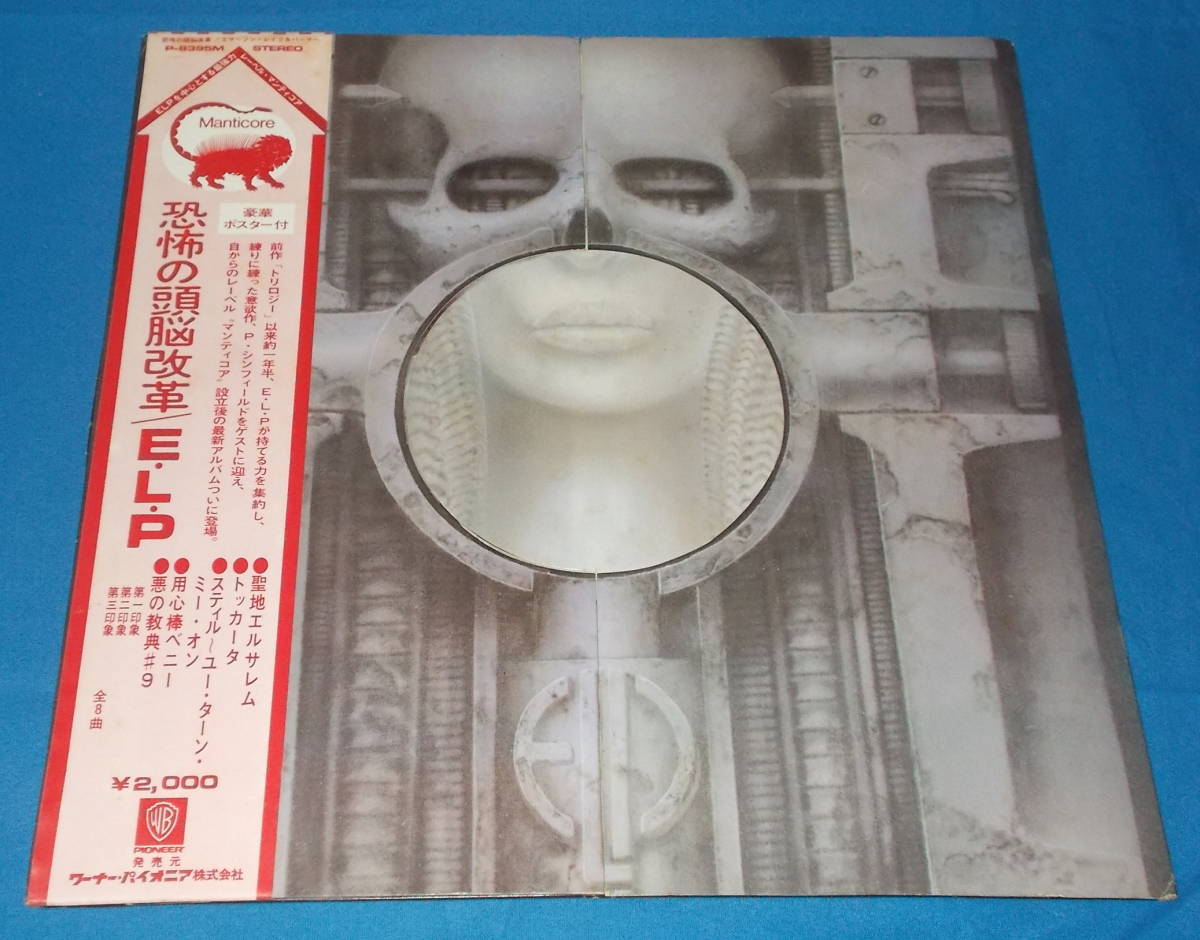 P-8395M STEREO
ELPを中心とする最強力レーベル・マンティコア
Manticore
豪華
ポスター付
恐怖の頭脳改革/E・L・P
前作「トリロジー」以来約一年半、E・L・Pが持てる力を集約し、
練りに練った意欲作、P・シンフィールドをゲストに迎え、
自からのレーベル"マンティコア"設立後の最新アルバムついに登場。
●聖地エルサレム
●トッカータ
●スティル〜ユー・ターン・
ミー・オン
●用心棒ベニー
●悪の教典#9
第一印象
第二印象
第三印象
全8曲
¥2,000
WB
PIONEER
発売元
ワーナー・パイオニア株式会社